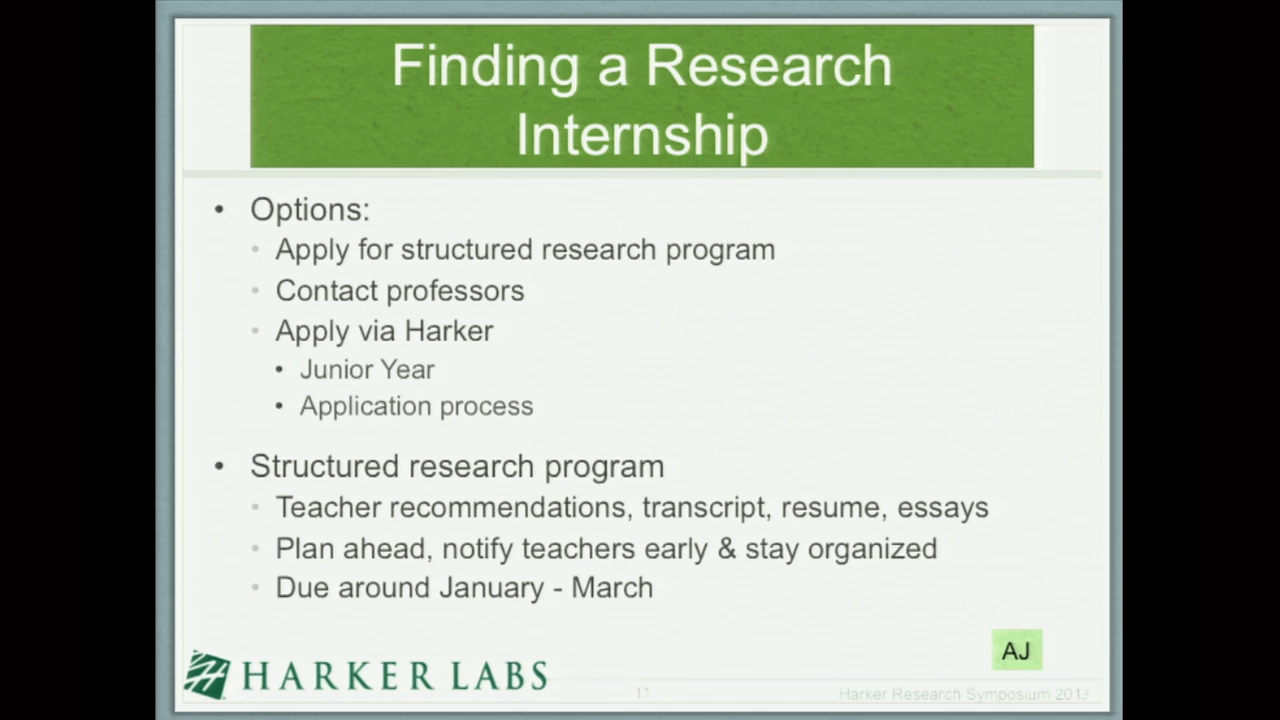 Finding a Research
Internship
• Options:
• Apply for structured research program
• Contact professors
• Apply via Harker
• Junior Year
• Application process
• Structured research program
• Teacher recommendations, transcript, resume, essays
• Plan ahead, notify teachers early & stay organized
• Due around January - March
AJ
HARKER LABS
11
Harker Research Symposium